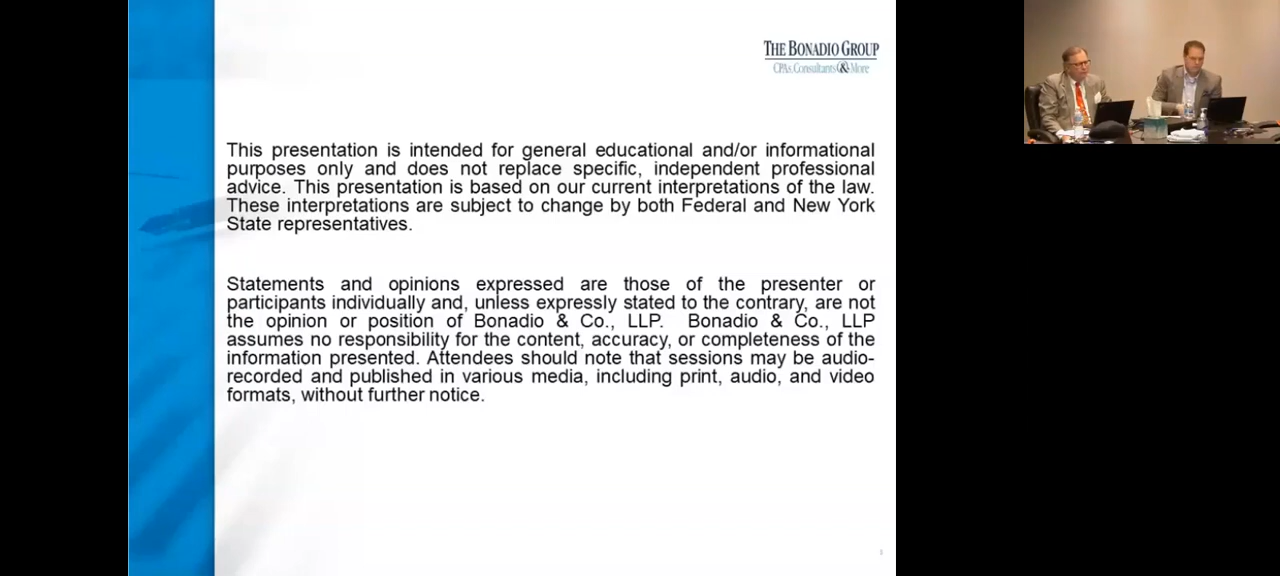 THE BONADIO GROUP
CPAs, Consultants & More
This presentation is intended for general educational and/or informational
purposes only and does not replace specific, independent professional
advice. This presentation is based on our current interpretations of the law.
These interpretations are subject to change by both Federal and New York
State representatives.
Statements and opinions expressed are those of the presenter or
participants individually and, unless expressly stated to the contrary, are not
the opinion or position of Bonadio & Co., LLP. Bonadio & Co., LLP
assumes no responsibility for the content, accuracy, or completeness of the
information presented. Attendees should note that sessions may be audio-
recorded and published in various media, including print, audio, and video
formats, without further notice.